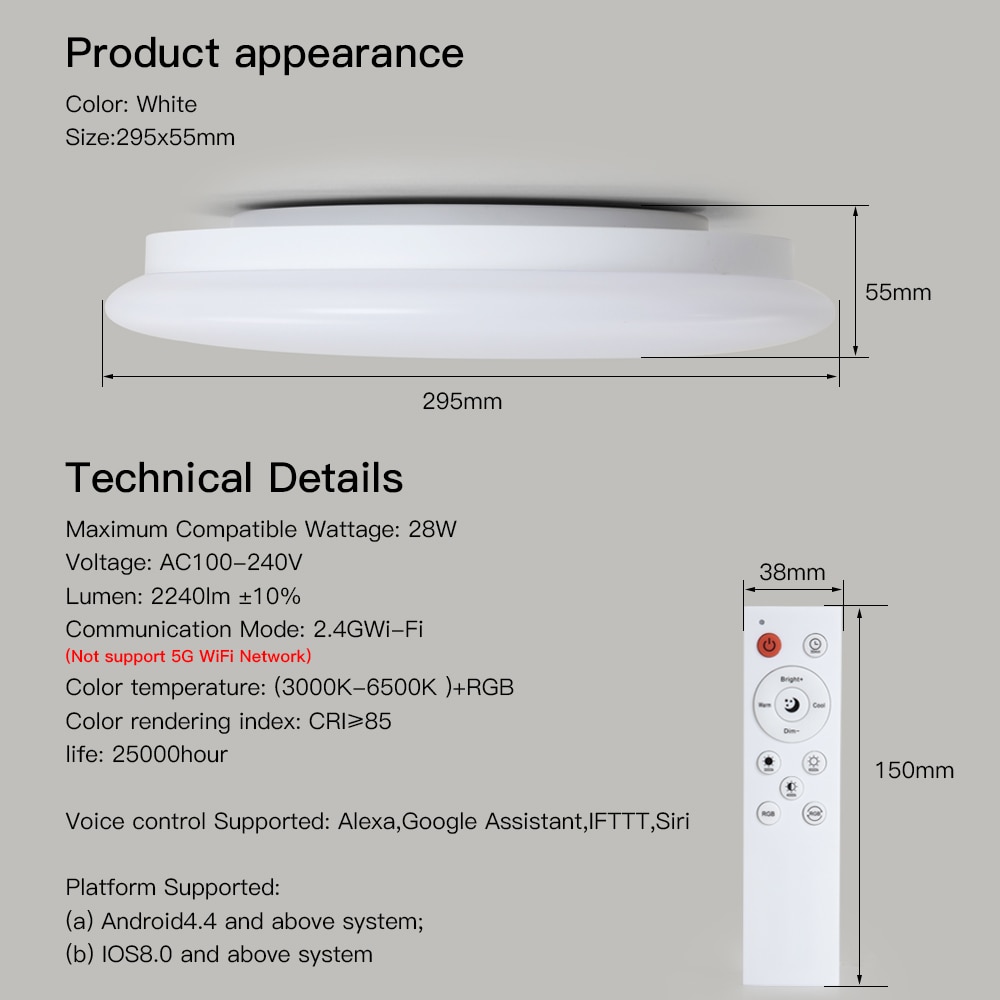 Product appearance
Color: White
Size:295x55mm
55mm
295mm
Technical Details
Maximum Compatible Wattage: 28W
Voltage: AC100-240V
Lumen: 2240lm ±10%
Communication Mode: 2.4GWi-Fi
(Not support 5G WiFi Network)
Color temperature: (3000K-6500K )+RGB
Color rendering index: CRI≥85
life: 25000hour
Voice control Supported: Alexa,Google Assistant,IFTTT,Siri
Platform Supported:
(a) Android4.4 and above system;
(b) IOS8.0 and above system
38mm
Bright+
Warm
Cool
Dim-
RGB
RGB
150mm